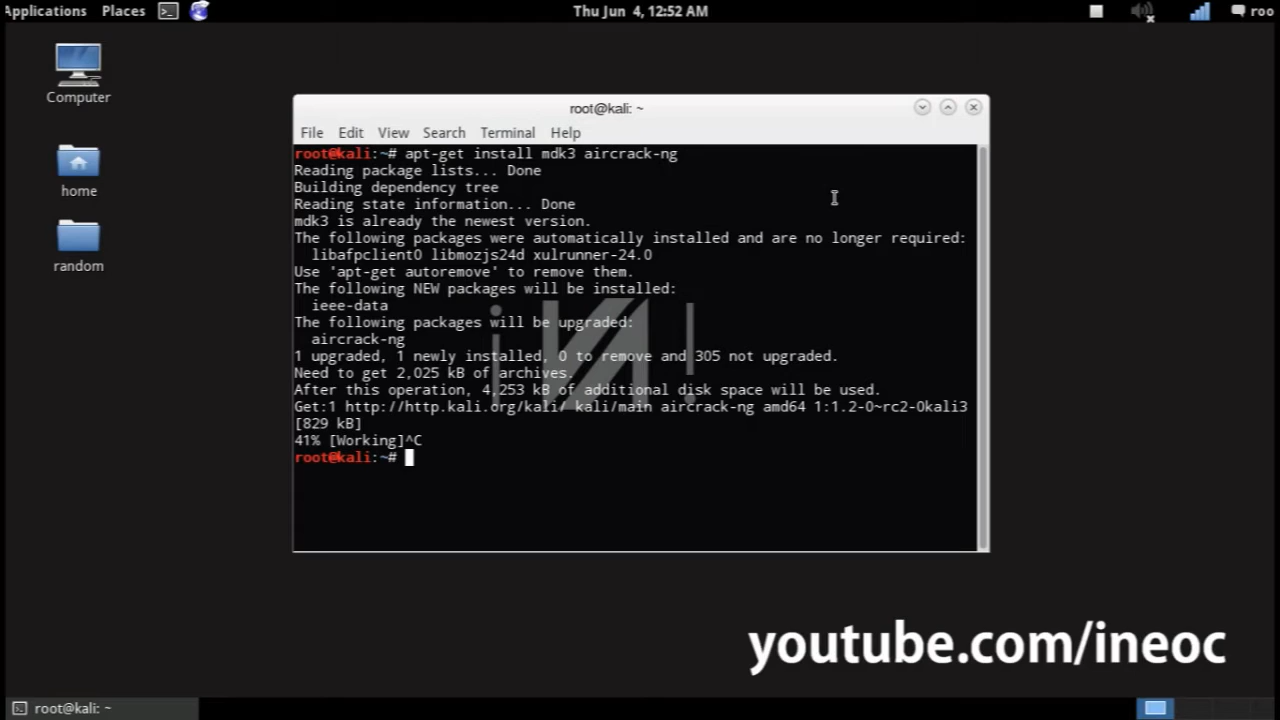 Applications Places Thu Jun 4, 12:52 AM roo
Computer
home
random
root@kali: ~
File Edit View Search Terminal Help
root@kali:~# apt-get install mdk3 aircrack-ng
Reading package lists... Done
Building dependency tree
Reading state information... Done
mdk3 is already the newest version.
The following packages were automatically installed and are no longer required:
libafpclient0 libmozjs24d xulrunner-24.0
Use 'apt-get autoremove' to remove them.
The following NEW packages will be installed:
ieee-data
The following packages will be upgraded:
aircrack-ng
1 upgraded, 1 newly installed, 0 to remove and 305 not upgraded.
Need to get 2,025 kB of archives.
After this operation, 4,253 kB of additional disk space will be used.
Get:1 http://http.kali.org/kali/ kali/main aircrack-ng amd64 1:1.2-0~rc2-0kali3
[829 kB]
41% [Working]^C
root@kali:~#
youtube.com/ineoc
root@kali: ~